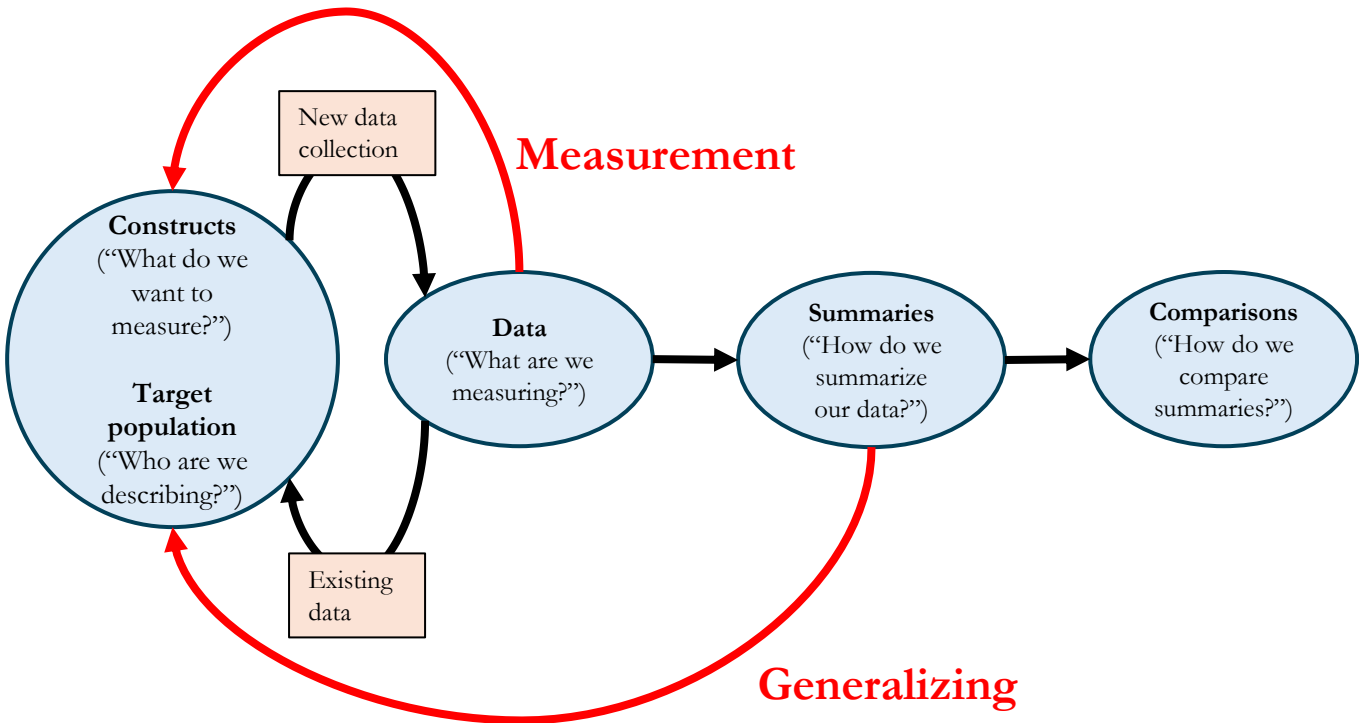 New data
collection
Measurement
Constructs
(“What do we
want to
measure?”)
Target
population
(“Who are we
describing?”)
Data
(“What are we
measuring?”)
Summaries
(“How do we
summarize
our data?”)
Comparisons
(“How do we
compare
summaries?”)
Existing
data
Generalizing